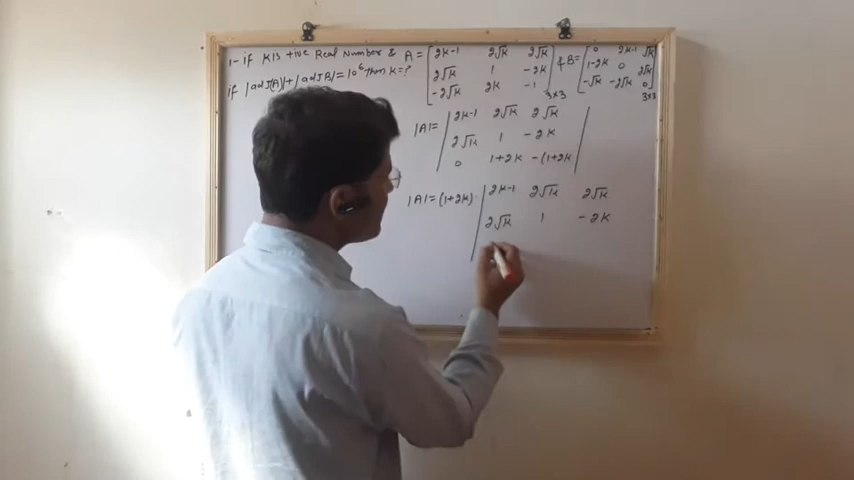 1- if K is +ive Real Number & A = [ 2k-1 2√k 2√k
2√k 1 -2k
-2√k 2k -1 ]3×3 & B = [ 0 2k-1 √k
1-2k 0 2√k
-√k -2√k 0 ]3×3
if |adJ(A)| + |adJ B| = 10⁶ then k = ?
|A| = | 2k-1 2√k 2√k
2√k 1 -2k
0 1+2k -(1+2k |
|A| = (1+2k) · | 2k-1 2√k 2√k
2√k 1 -2k